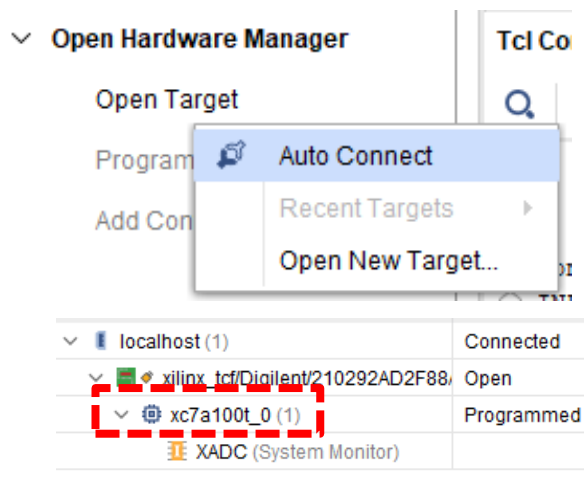 Open Hardware Manager
Tcl Co
Open Target
Program
Auto Connect
Recent Targets
Add Con
Open New Target...
localhost (1)
Connected
xilinx_tcf/Digilent/210292AD2F88/
Open
xc7a100t_0 (1)
Programmed
XADC (System Monitor)